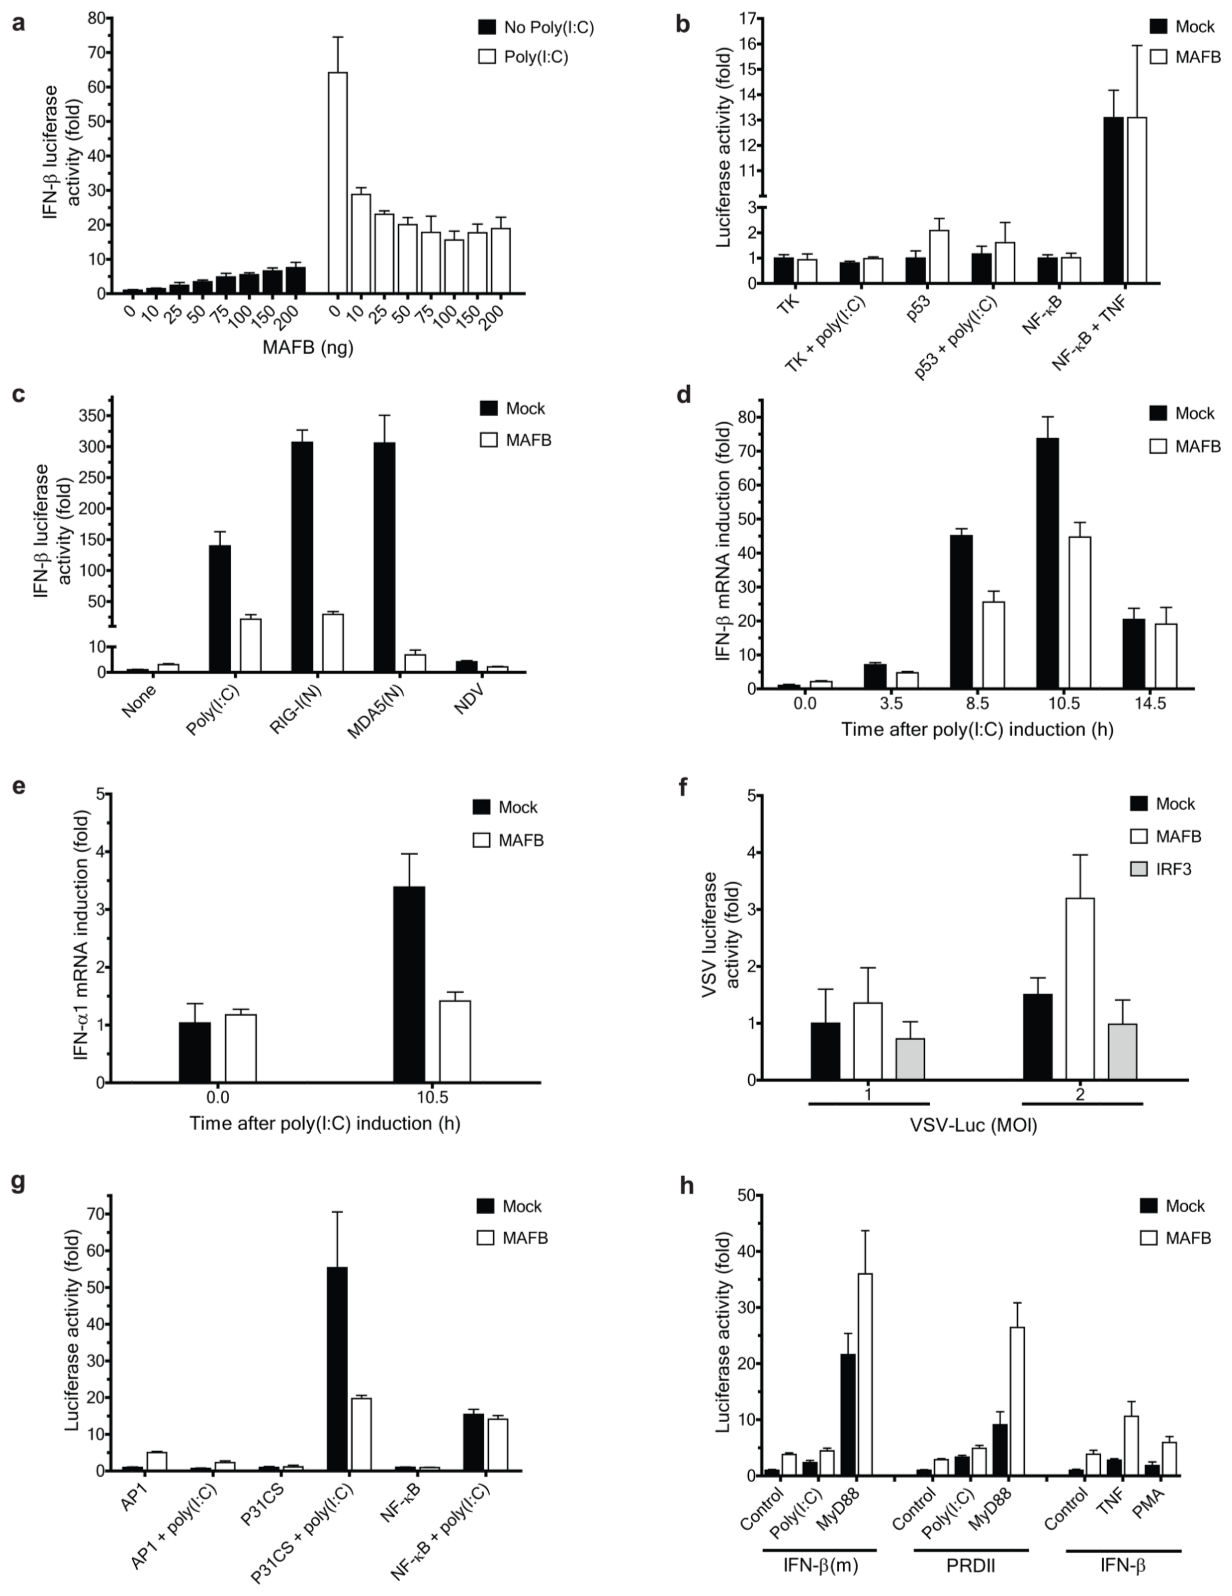 a
80
70
60
50
40
30
20
10
0
IFN-β luciferase
activity (fold)
No Poly(I:C)
Poly(I:C)
0 10 25 50 75 100 150 200 0 10 25 50 75 100 150 200
MAFB (ng)
b
17
16
15
14
13
12
11
3
2
1
0
Luciferase activity (fold)
Mock
MAFB
TK
TK + poly(I:C)
p53
p53 + poly(I:C)
NF-κB
NF-κB + TNF
c
350
300
250
200
150
100
50
10
0
IFN-β luciferase
activity (fold)
Mock
MAFB
None
Poly(I:C)
RIG-I(N)
MDA5(N)
NDV
d
80
70
60
50
40
30
20
10
0
IFN-β mRNA induction (fold)
Mock
MAFB
0.0 3.5 8.5 10.5 14.5
Time after poly(I:C) induction (h)
e
5
4
3
2
1
0
IFN-α1 mRNA induction (fold)
Mock
MAFB
0.0 10.5
Time after poly(I:C) induction (h)
f
5
4
3
2
1
0
VSV luciferase
activity (fold)
Mock
MAFB
IRF3
1 2
VSV-Luc (MOI)
g
70
60
50
40
30
20
10
0
Luciferase activity (fold)
Mock
MAFB
AP1
AP1 + poly(I:C)
P31CS
P31CS + poly(I:C)
NF-κB
NF-κB + poly(I:C)
h
50
40
30
20
10
0
Luciferase activity (fold)
Mock
MAFB
Control
Poly(I:C)
MyD88
Control
Poly(I:C)
MyD88
Control
TNF
PMA
IFN-β(m) PRDII IFN-β